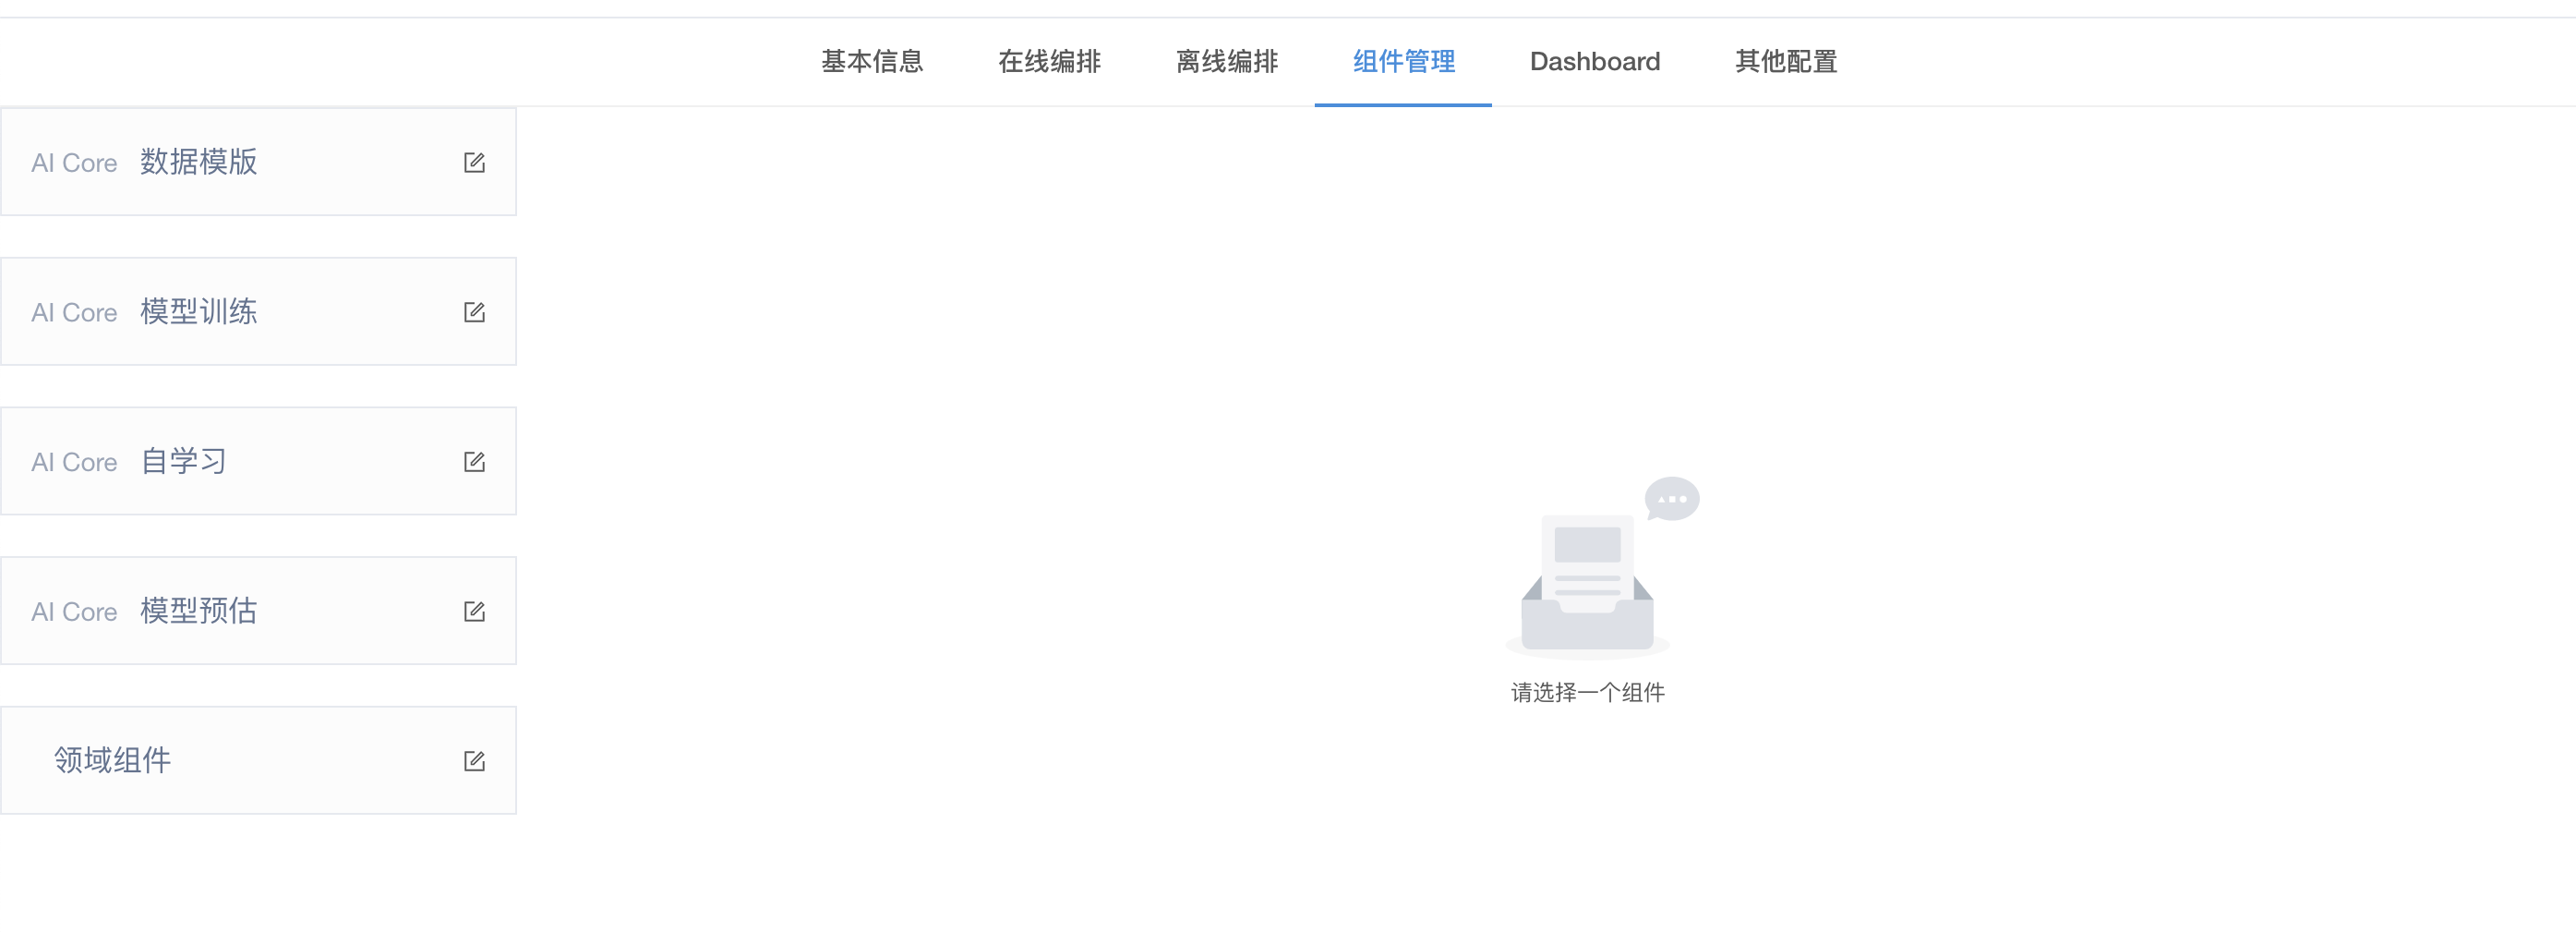 基本信息 在线编排 离线编排 组件管理 Dashboard 其他配置
AI Core 数据模版
AI Core 模型训练
AI Core 自学习
AI Core 模型预估
领域组件
请选择一个组件